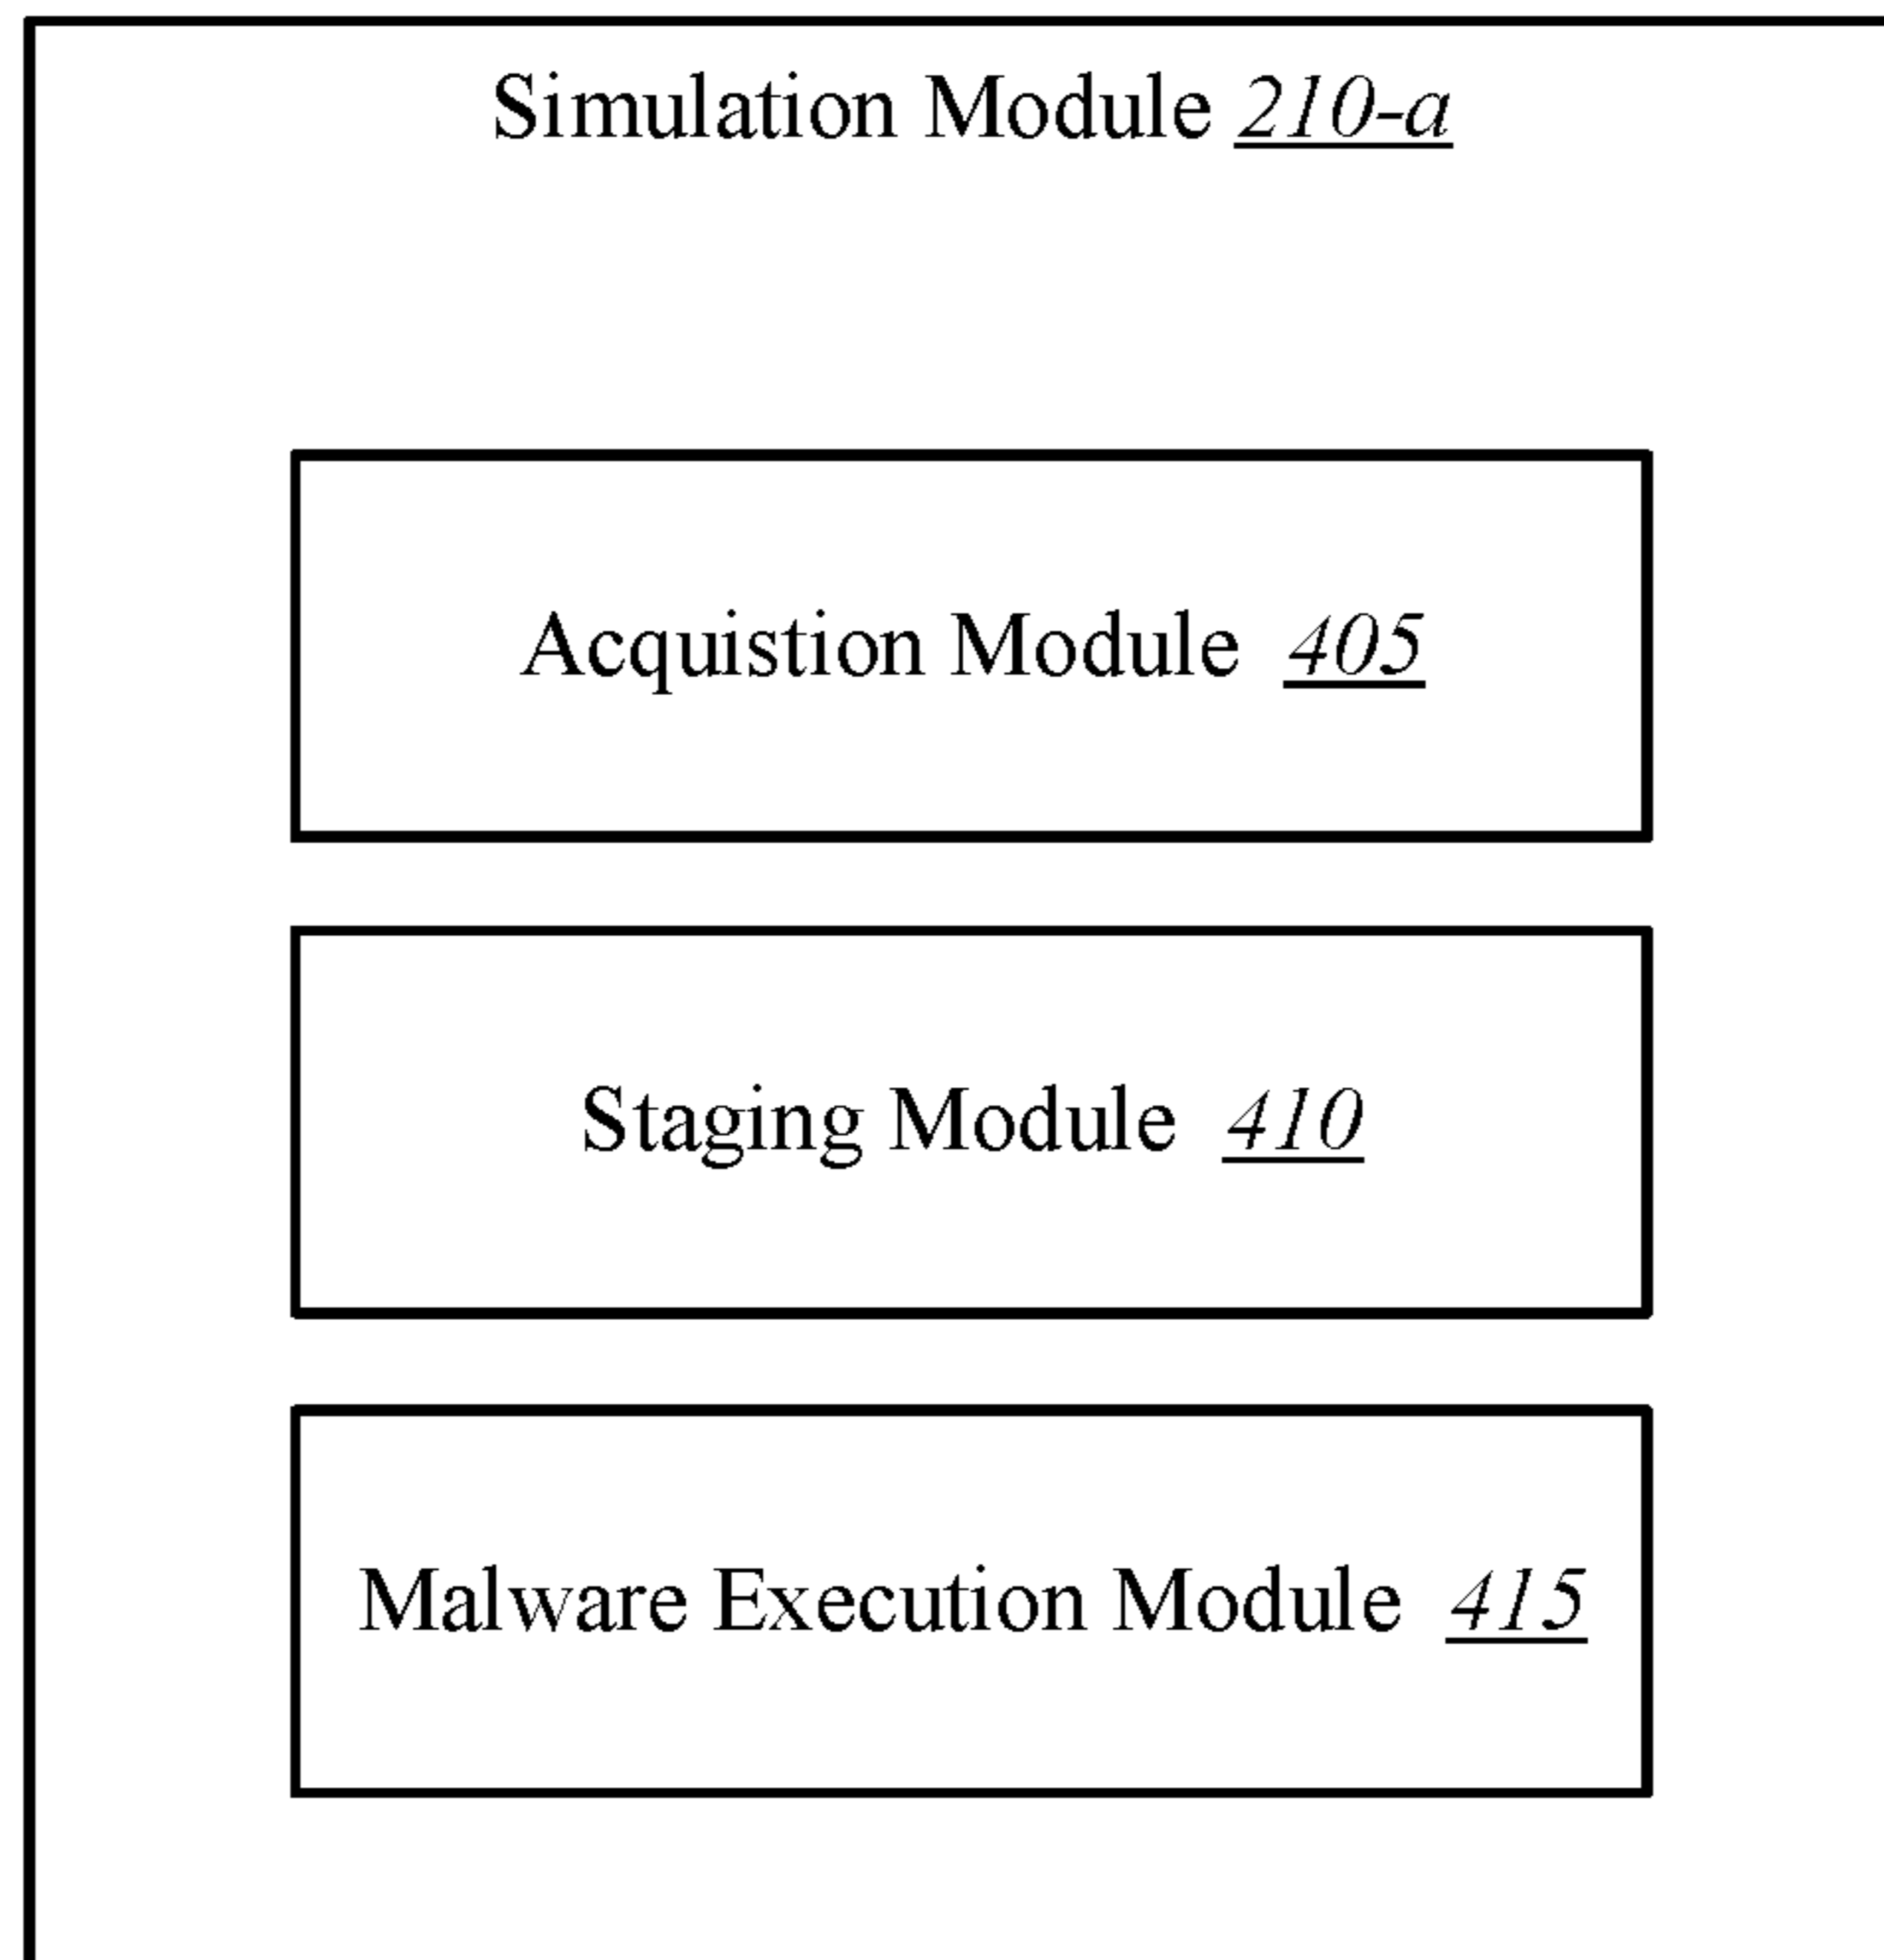 Simulation Module 210-a
Acquistion Module 405
Staging Module 410
Malware Execution Module 415